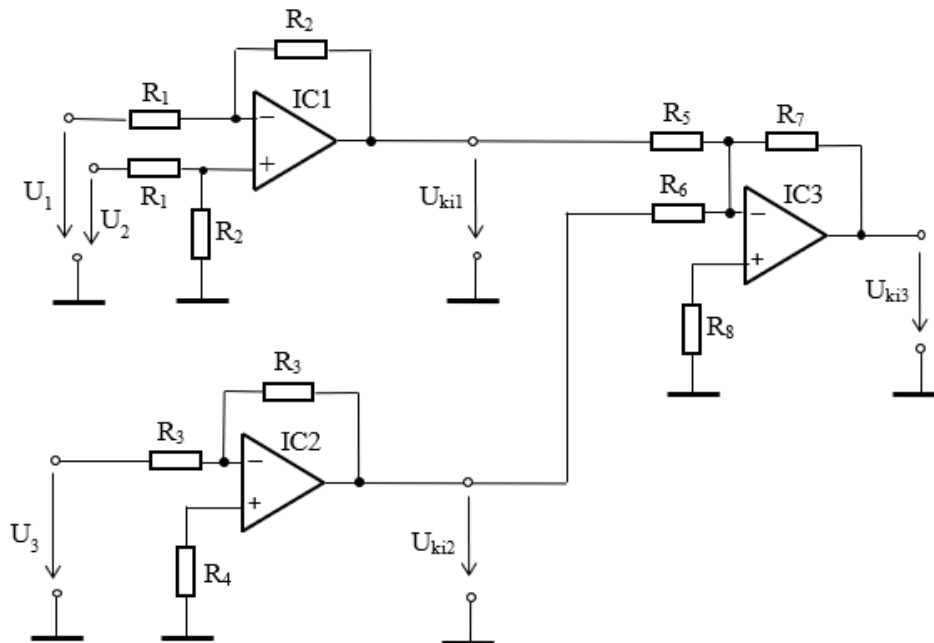 R₂
R₁
IC1
−
+
R₁
U₁
U₂
R₂
Uki1
R₅
R₇
R₆
IC3
−
+
R₈
Uki3
R₃
R₃
IC2
−
+
U₃
R₄
Uki2